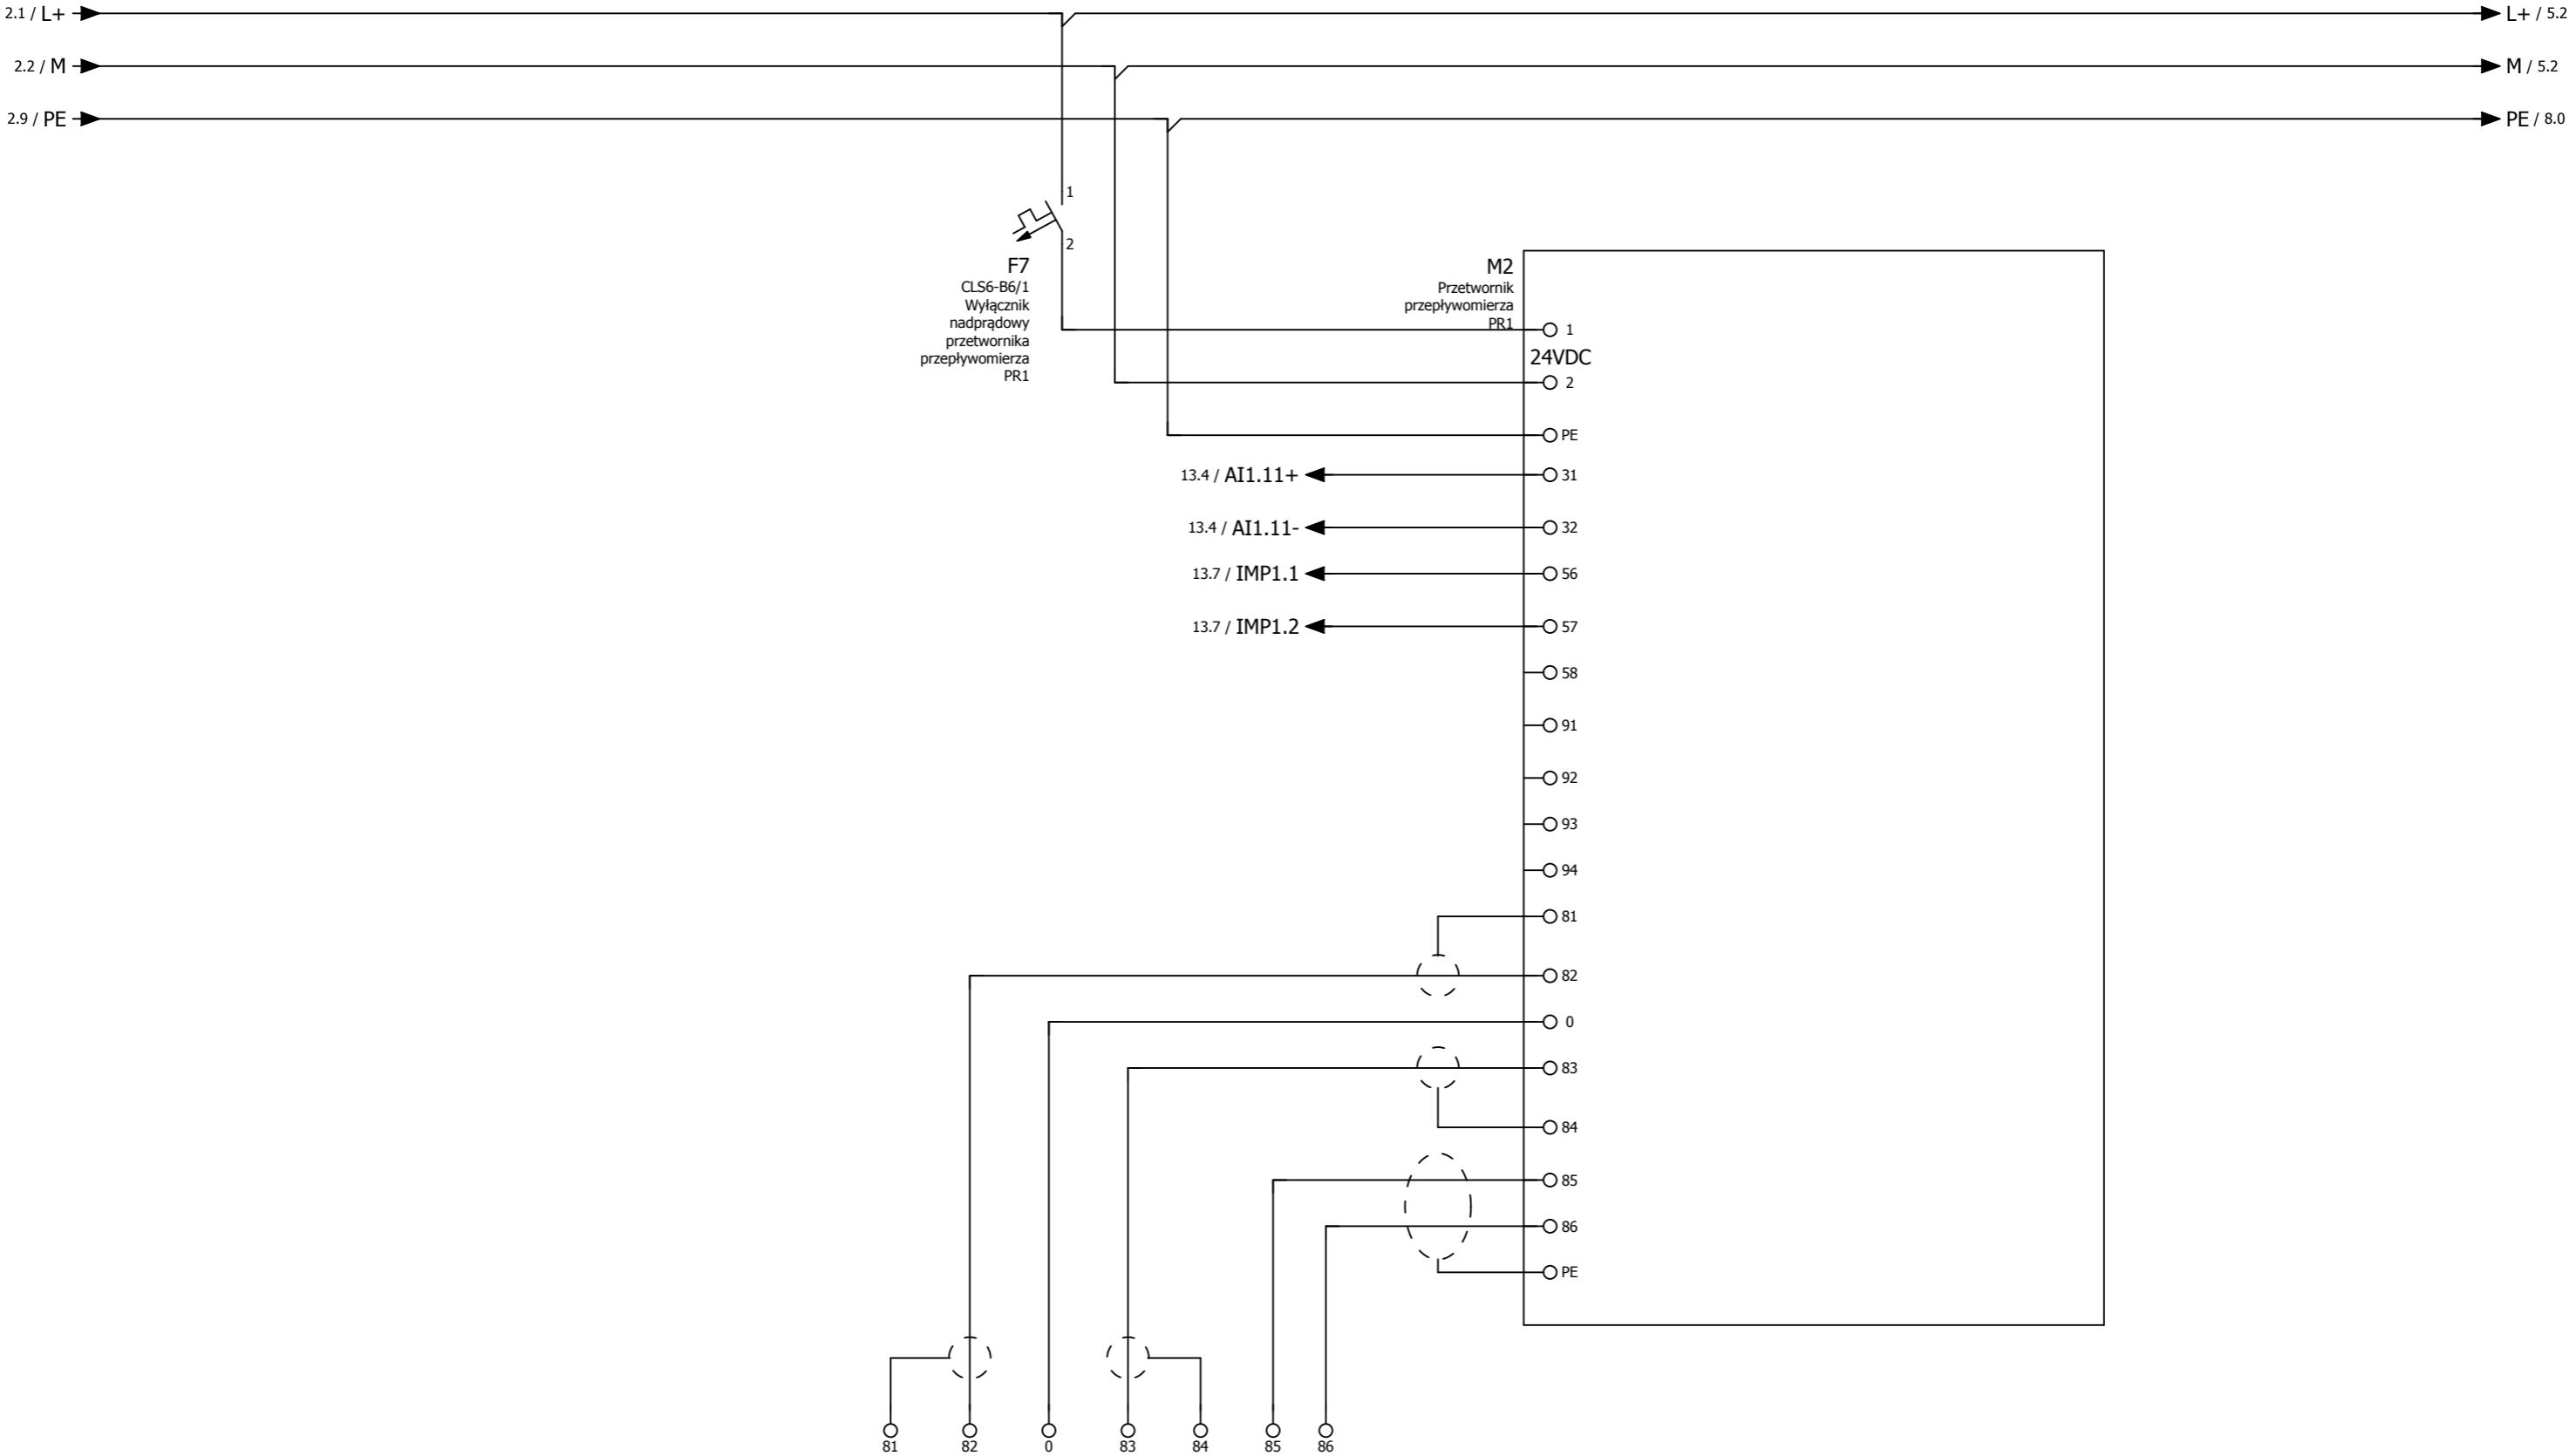 2.1 / L+
L+ / 5.2
2.2 / M
M / 5.2
2.9 / PE
PE / 8.0
1
2
F7
CLS6-B6/1
Wyłącznik
nadprądowy
przetwornika
przepływomierza
PR1
M2
Przetwornik
przepływomierza
PR1
1
24VDC
2
PE
13.4 / AI1.11+
31
13.4 / AI1.11-
32
13.7 / IMP1.1
56
13.7 / IMP1.2
57
58
91
92
93
94
81
82
0
83
84
85
86
PE
81
82
0
83
84
85
86